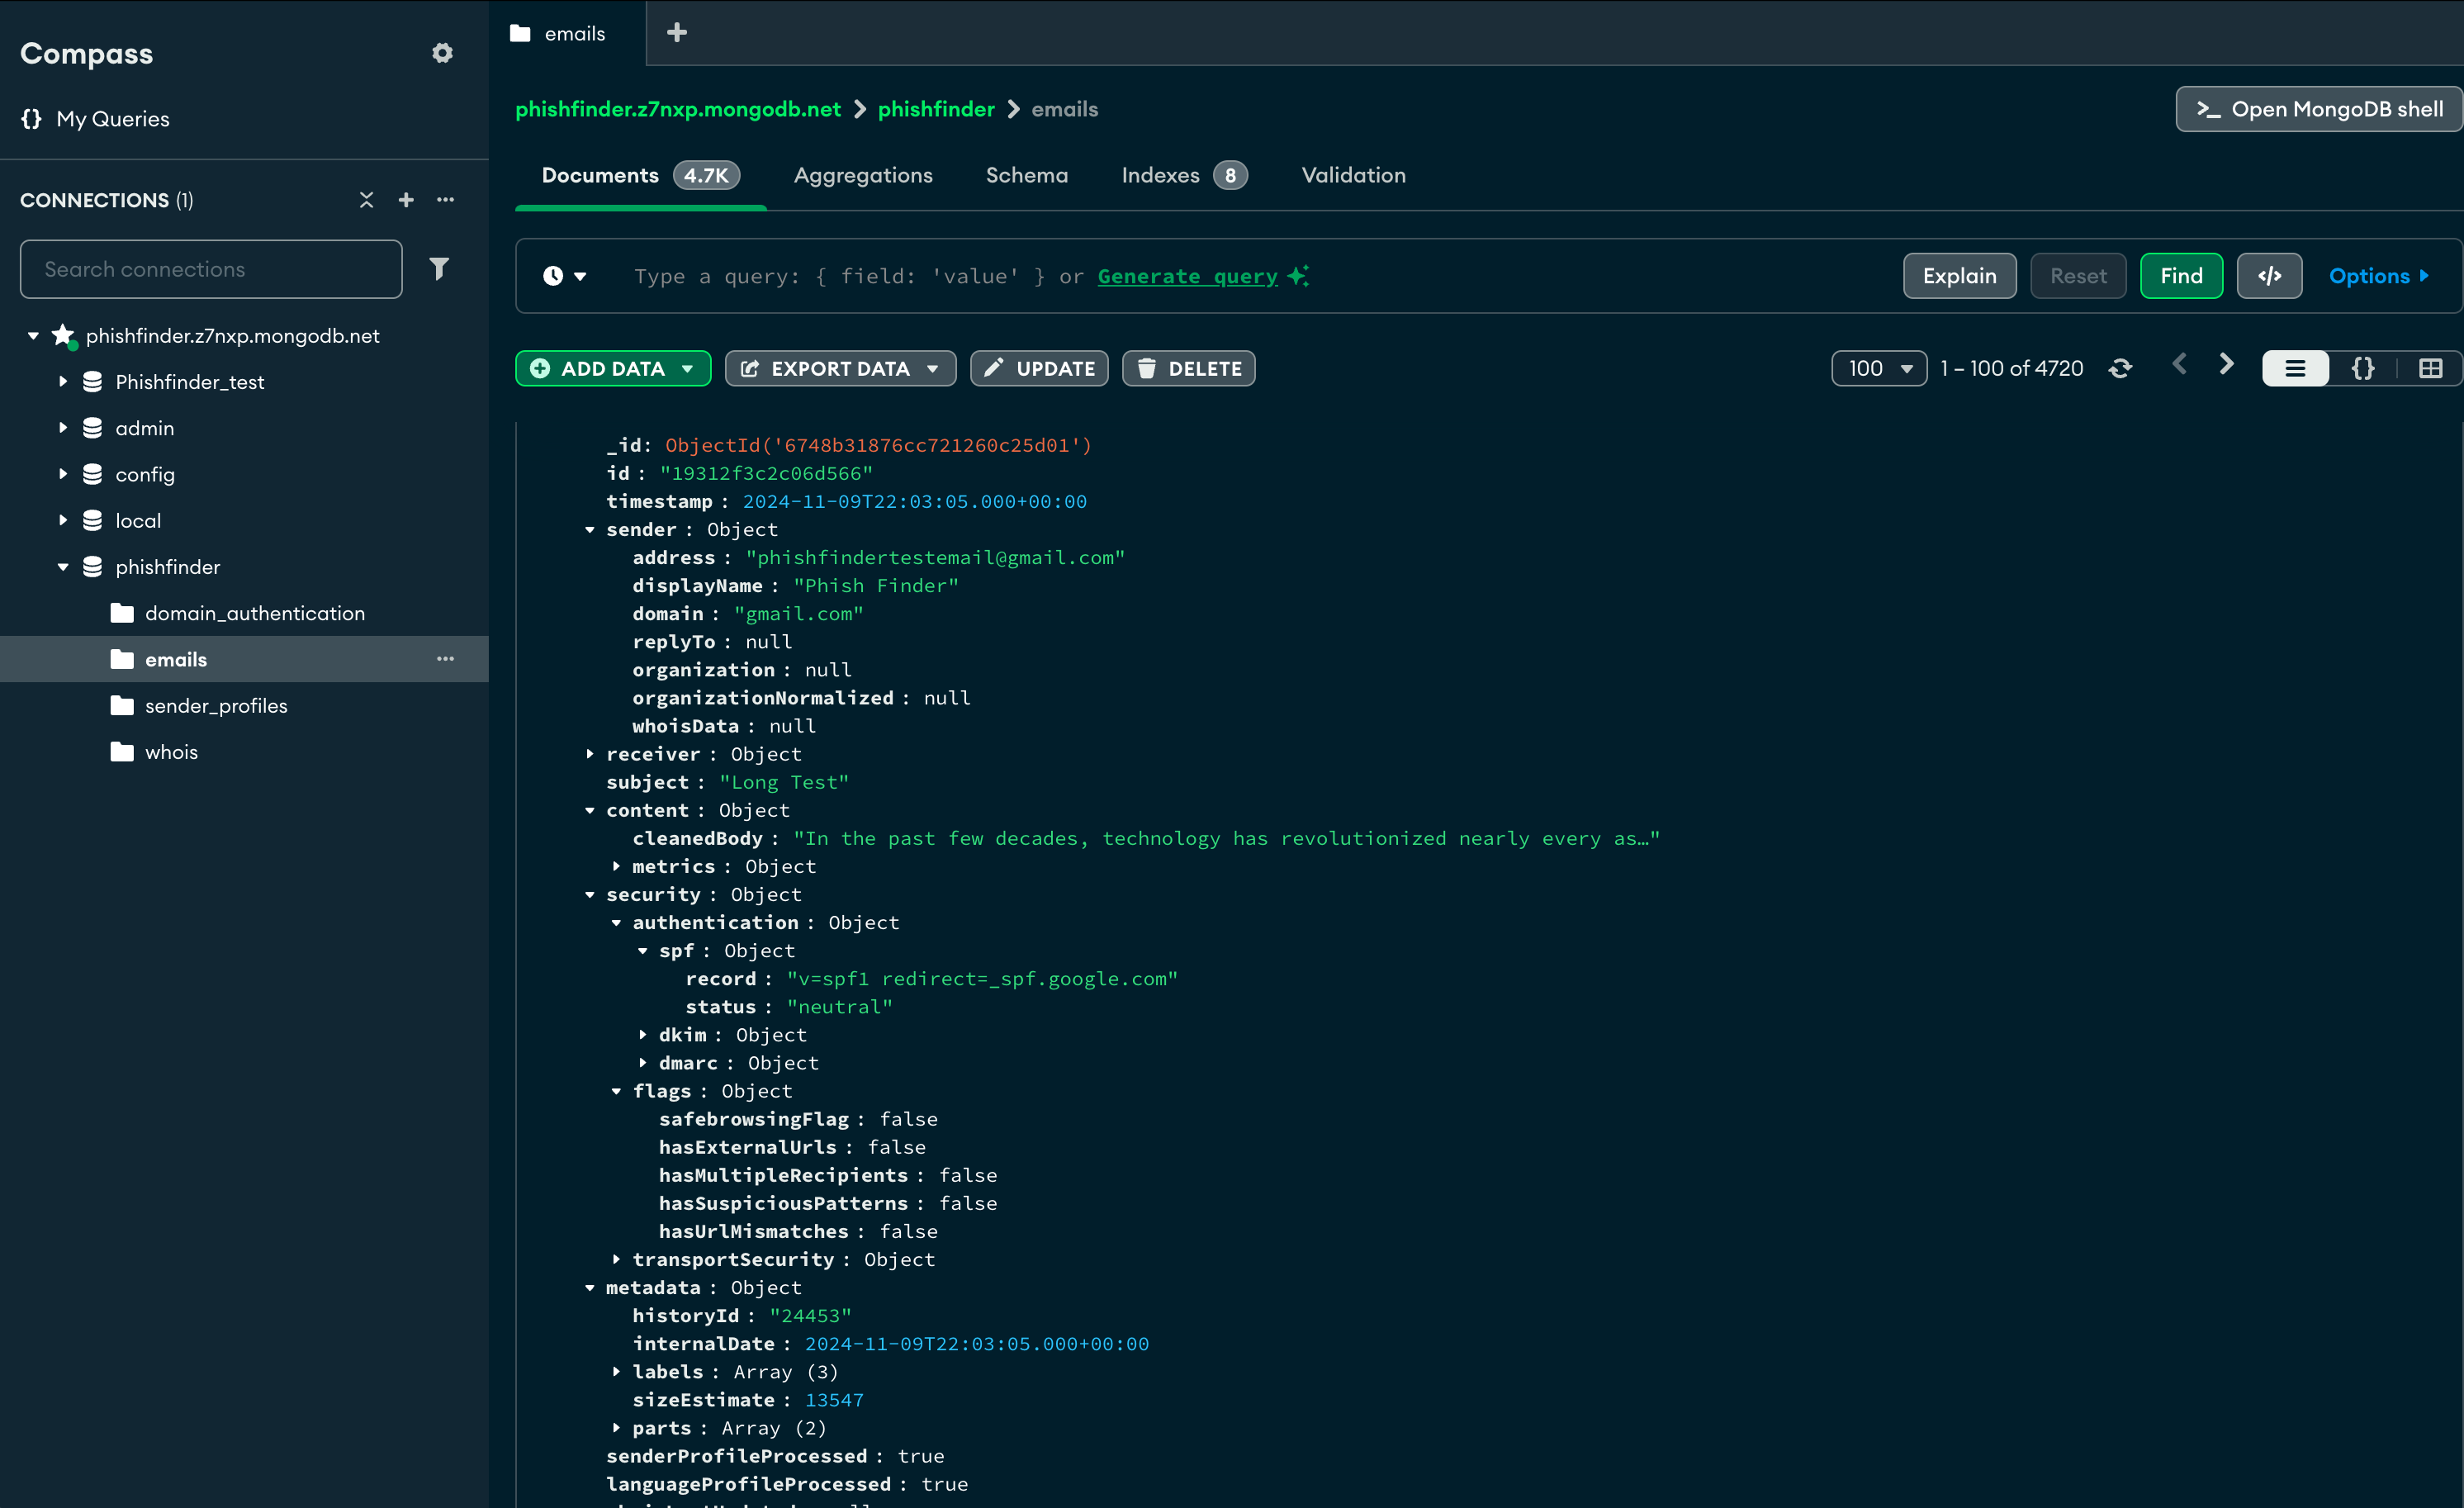 Compass
My Queries
CONNECTIONS (1)
Search connections
phishfinder.z7nxp.mongodb.net
Phishfinder_test
admin
config
local
phishfinder
domain_authentication
emails
sender_profiles
whois
emails
phishfinder.z7nxp.mongodb.net > phishfinder > emails
>_ Open MongoDB shell
Documents 4.7K Aggregations Schema Indexes 8 Validation
Type a query: { field: 'value' } or Generate query
Explain Reset Find </> Options
ADD DATA EXPORT DATA UPDATE DELETE
100 1 – 100 of 4720
_id: ObjectId('6748b31876cc721260c25d01')
id : "19312f3c2c06d566"
timestamp : 2024-11-09T22:03:05.000+00:00
sender : Object
address : "phishfindertestemail@gmail.com"
displayName : "Phish Finder"
domain : "gmail.com"
replyTo : null
organization : null
organizationNormalized : null
whoisData : null
receiver : Object
subject : "Long Test"
content : Object
cleanedBody : "In the past few decades, technology has revolutionized nearly every as…"
metrics : Object
security : Object
authentication : Object
spf : Object
record : "v=spf1 redirect=_spf.google.com"
status : "neutral"
dkim : Object
dmarc : Object
flags : Object
safebrowsingFlag : false
hasExternalUrls : false
hasMultipleRecipients : false
hasSuspiciousPatterns : false
hasUrlMismatches : false
transportSecurity : Object
metadata : Object
historyId : "24453"
internalDate : 2024-11-09T22:03:05.000+00:00
labels : Array (3)
sizeEstimate : 13547
parts : Array (2)
senderProfileProcessed : true
languageProfileProcessed : true